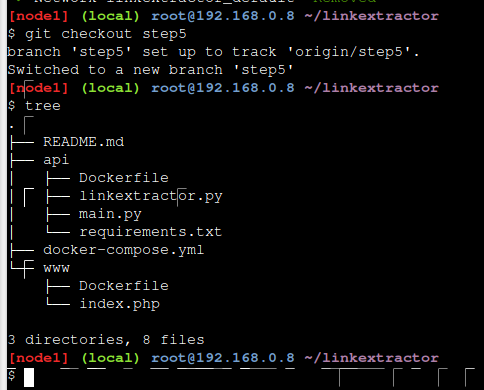 Network linkextractor_default Removed
[node1] (local) root@192.168.0.8 ~/linkextractor
$ git checkout step5
branch 'step5' set up to track 'origin/step5'.
Switched to a new branch 'step5'
[node1] (local) root@192.168.0.8 ~/linkextractor
$ tree
.
├── README.md
├── api
│   ├── Dockerfile
│   ├── linkextractor.py
│   ├── main.py
│   └── requirements.txt
├── docker-compose.yml
└── www
    ├── Dockerfile
    └── index.php
3 directories, 8 files
[node1] (local) root@192.168.0.8 ~/linkextractor
$